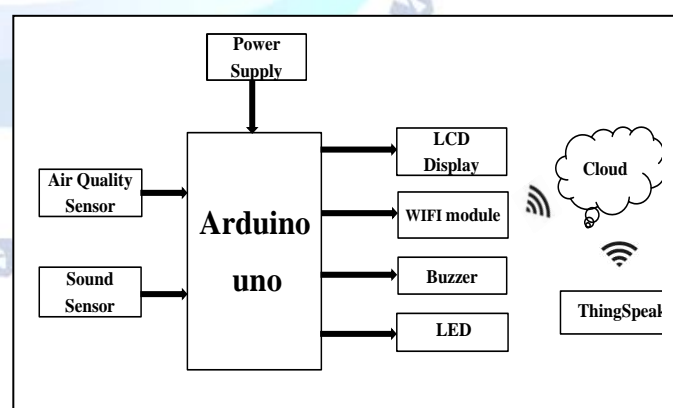 Power
Supply
Air Quality
Sensor
Sound
Sensor
Arduino
uno
LCD
Display
WIFI module
Buzzer
LED
Cloud
ThingSpeak